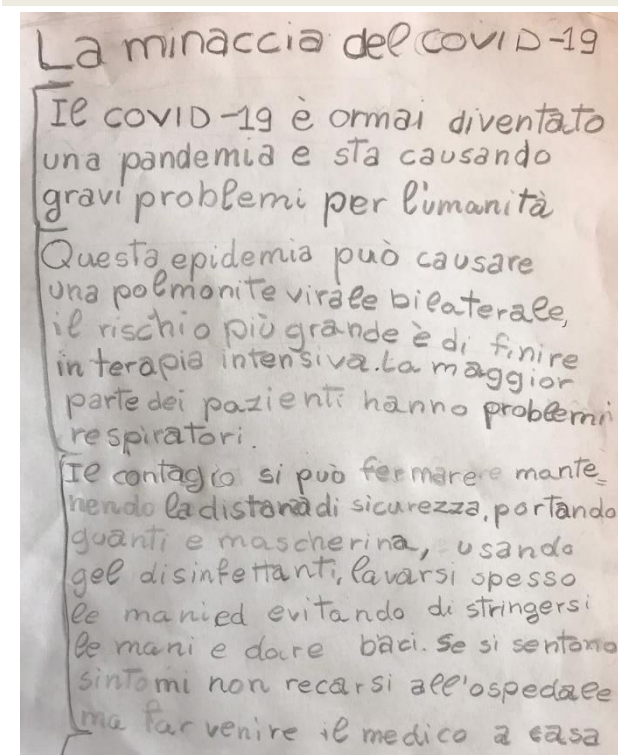 La minaccia del COVID-19
Il COVID-19 è ormai diventato
una pandemia e sta causando
gravi problemi per l'umanità
Questa epidemia può causare
una polmonite virale bilaterale,
il rischio più grande è di finire
in terapia intensiva. La maggior
parte dei pazienti hanno problemi
respiratori.
Il contagio si può fermare mante=
nendo la distanza di sicurezza, portando
guanti e mascherina, usando
gel disinfettanti, lavarsi spesso
le mani ed evitando di stringersi
le mani e dare baci. Se si sentono
sintomi non recarsi all'ospedale
ma far venire il medico a casa